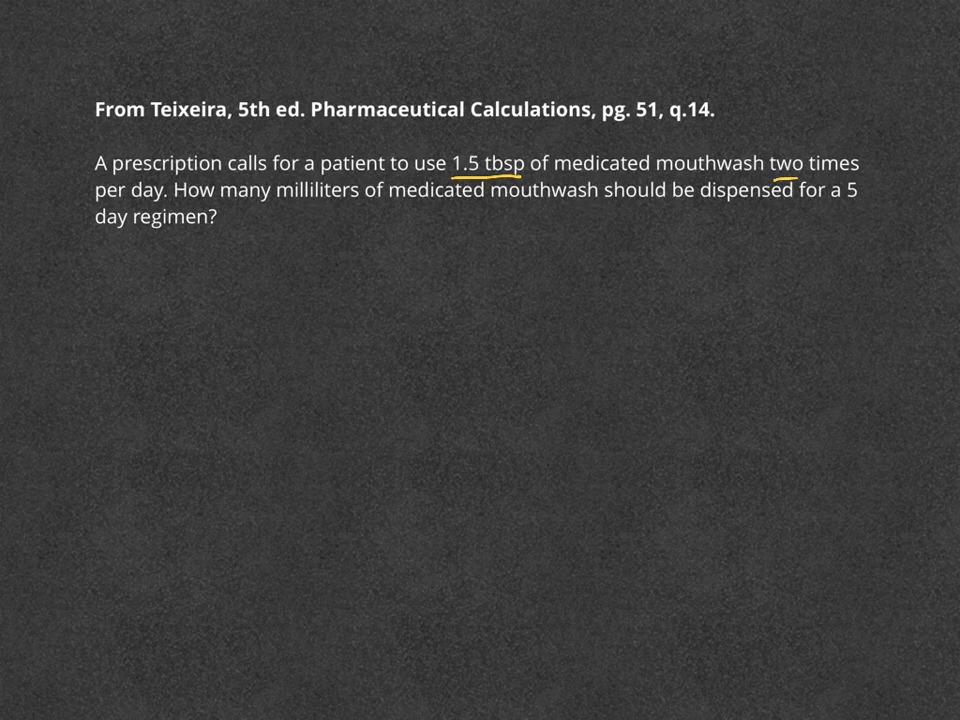 From Teixeira, 5th ed. Pharmaceutical Calculations, pg. 51, q.14.
A prescription calls for a patient to use 1.5 tbsp of medicated mouthwash two times
per day. How many milliliters of medicated mouthwash should be dispensed for a 5
day regimen?